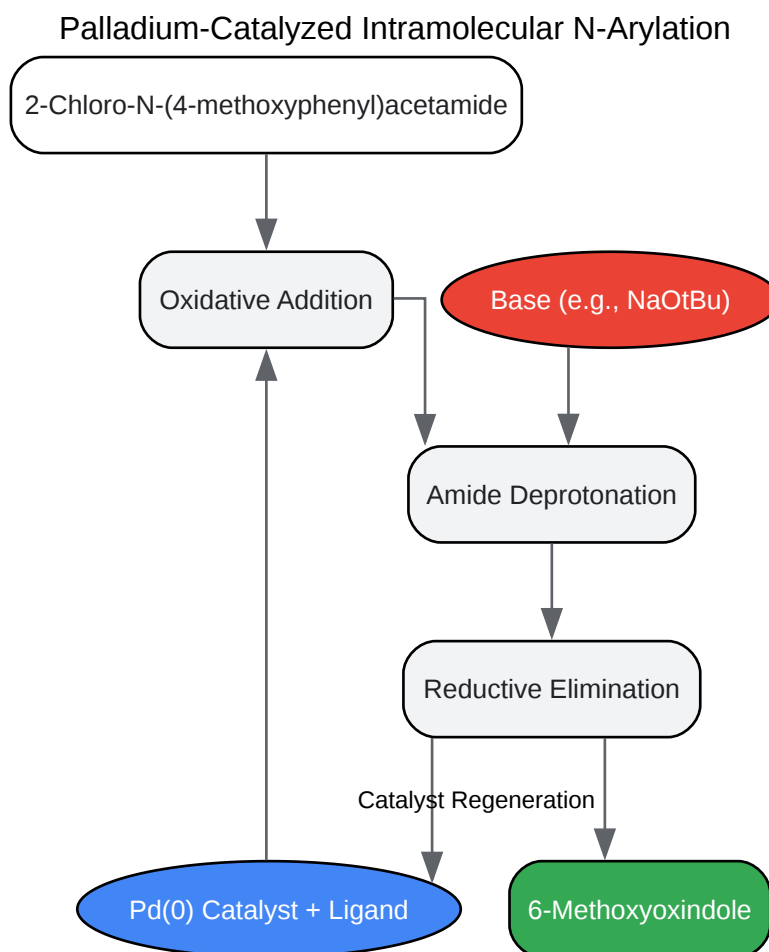 Palladium-Catalyzed Intramolecular N-Arylation
2-Chloro-N-(4-methoxyphenyl)acetamide
Oxidative Addition
Base (e.g., NaOtBu)
Amide Deprotonation
Reductive Elimination
Catalyst Regeneration
Pd(0) Catalyst + Ligand
6-Methoxyoxindole